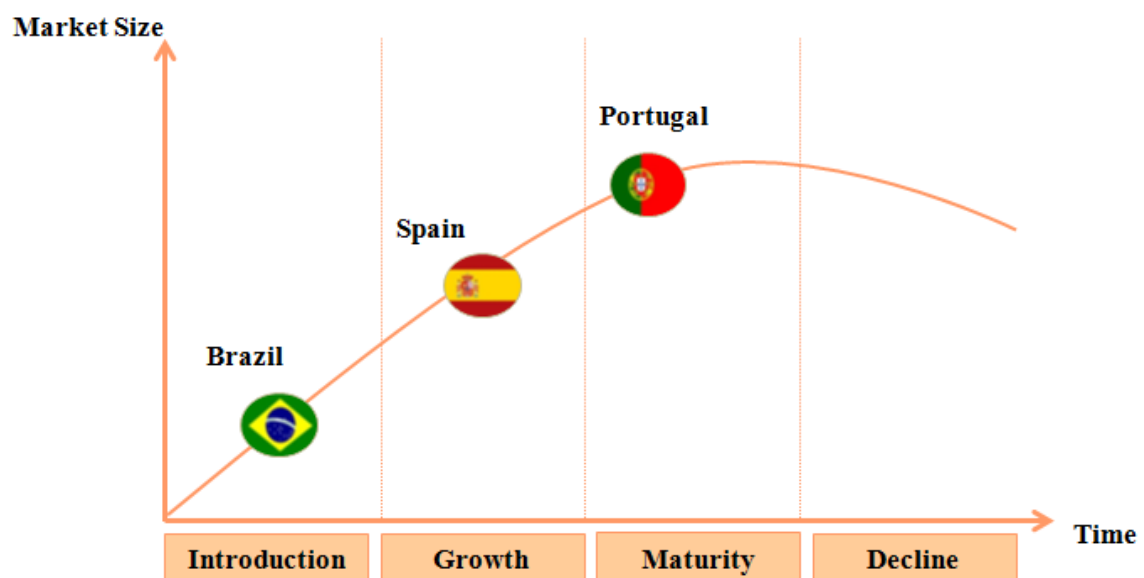 Market Size
Portugal
Spain
Brazil
Time
Introduction
Growth
Maturity
Decline